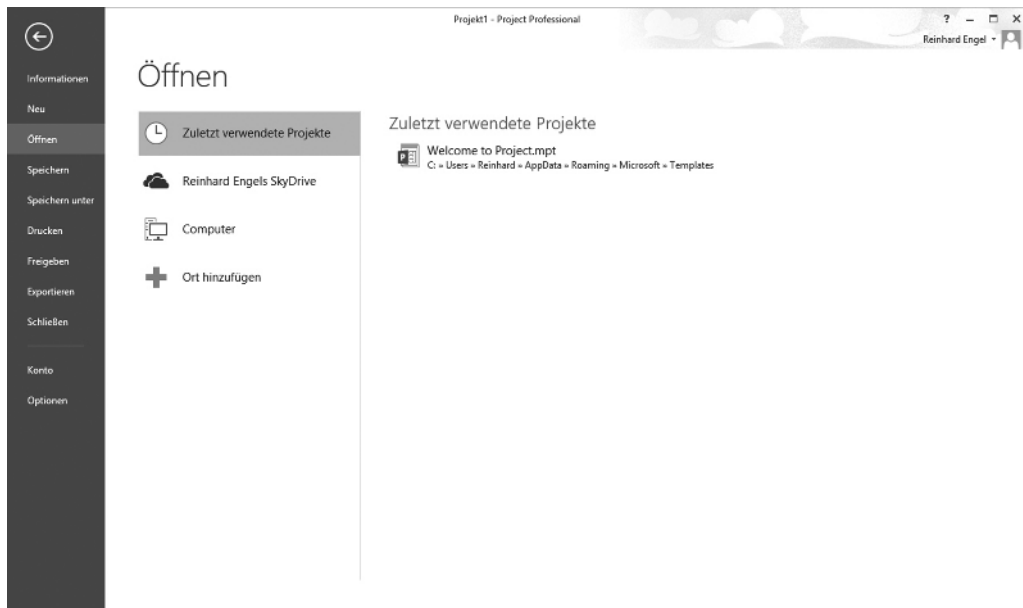 Projekt1 - Project Professional
?
Reinhard Engel
Informationen
Neu
Öffnen
Speichern
Speichern unter
Drucken
Freigeben
Exportieren
Schließen
Konto
Optionen
Öffnen
Zuletzt verwendete Projekte
Reinhard Engels SkyDrive
Computer
Ort hinzufügen
Zuletzt verwendete Projekte
Welcome to Project.mpt
C: » Users » Reinhard » AppData » Roaming » Microsoft » Templates